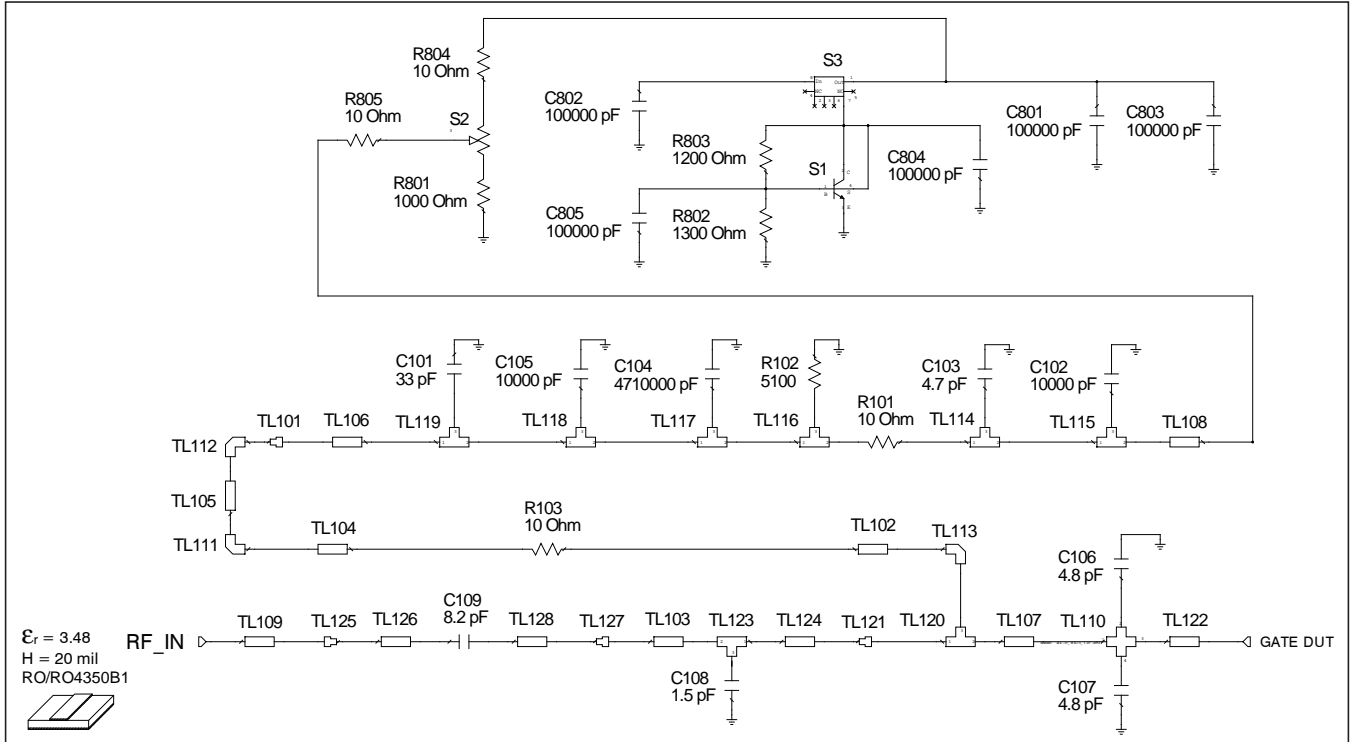 R804
10 Ohm
S3
R805
10 Ohm
S2
C802
100000 pF
C801
100000 pF
C803
100000 pF
R803
1200 Ohm
S1
C804
100000 pF
R801
1000 Ohm
C805
100000 pF
R802
1300 Ohm
C101
33 pF
C105
10000 pF
C104
4710000 pF
R102
5100
C103
4.7 pF
C102
10000 pF
R101
10 Ohm
TL101
TL106
TL119
TL118
TL117
TL116
TL114
TL115
TL108
TL112
TL105
R103
10 Ohm
TL111
TL104
TL102
TL113
C106
4.8 pF
C109
8.2 pF
TL109
TL125
TL126
TL128
TL127
TL103
TL123
TL124
TL121
TL120
TL107
TL110
TL122
RF_IN
GATE DUT
εr = 3.48
H = 20 mil
RO/RO4350B1
C108
1.5 pF
C107
4.8 pF